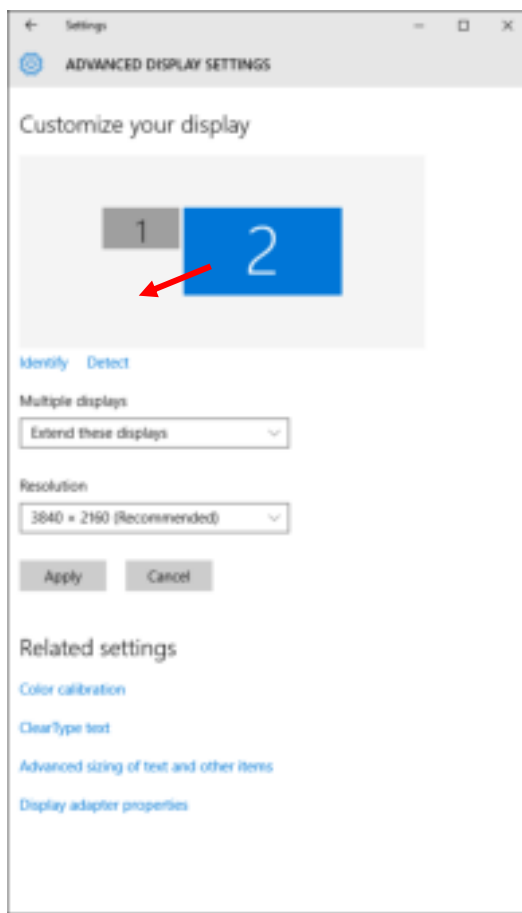 Settings
ADVANCED DISPLAY SETTINGS
Customize your display
1
2
Identify Detect
Multiple displays
Extend these displays
Resolution
3840 × 2160 (Recommended)
Apply Cancel
Related settings
Color calibration
ClearType text
Advanced sizing of text and other items
Display adapter properties